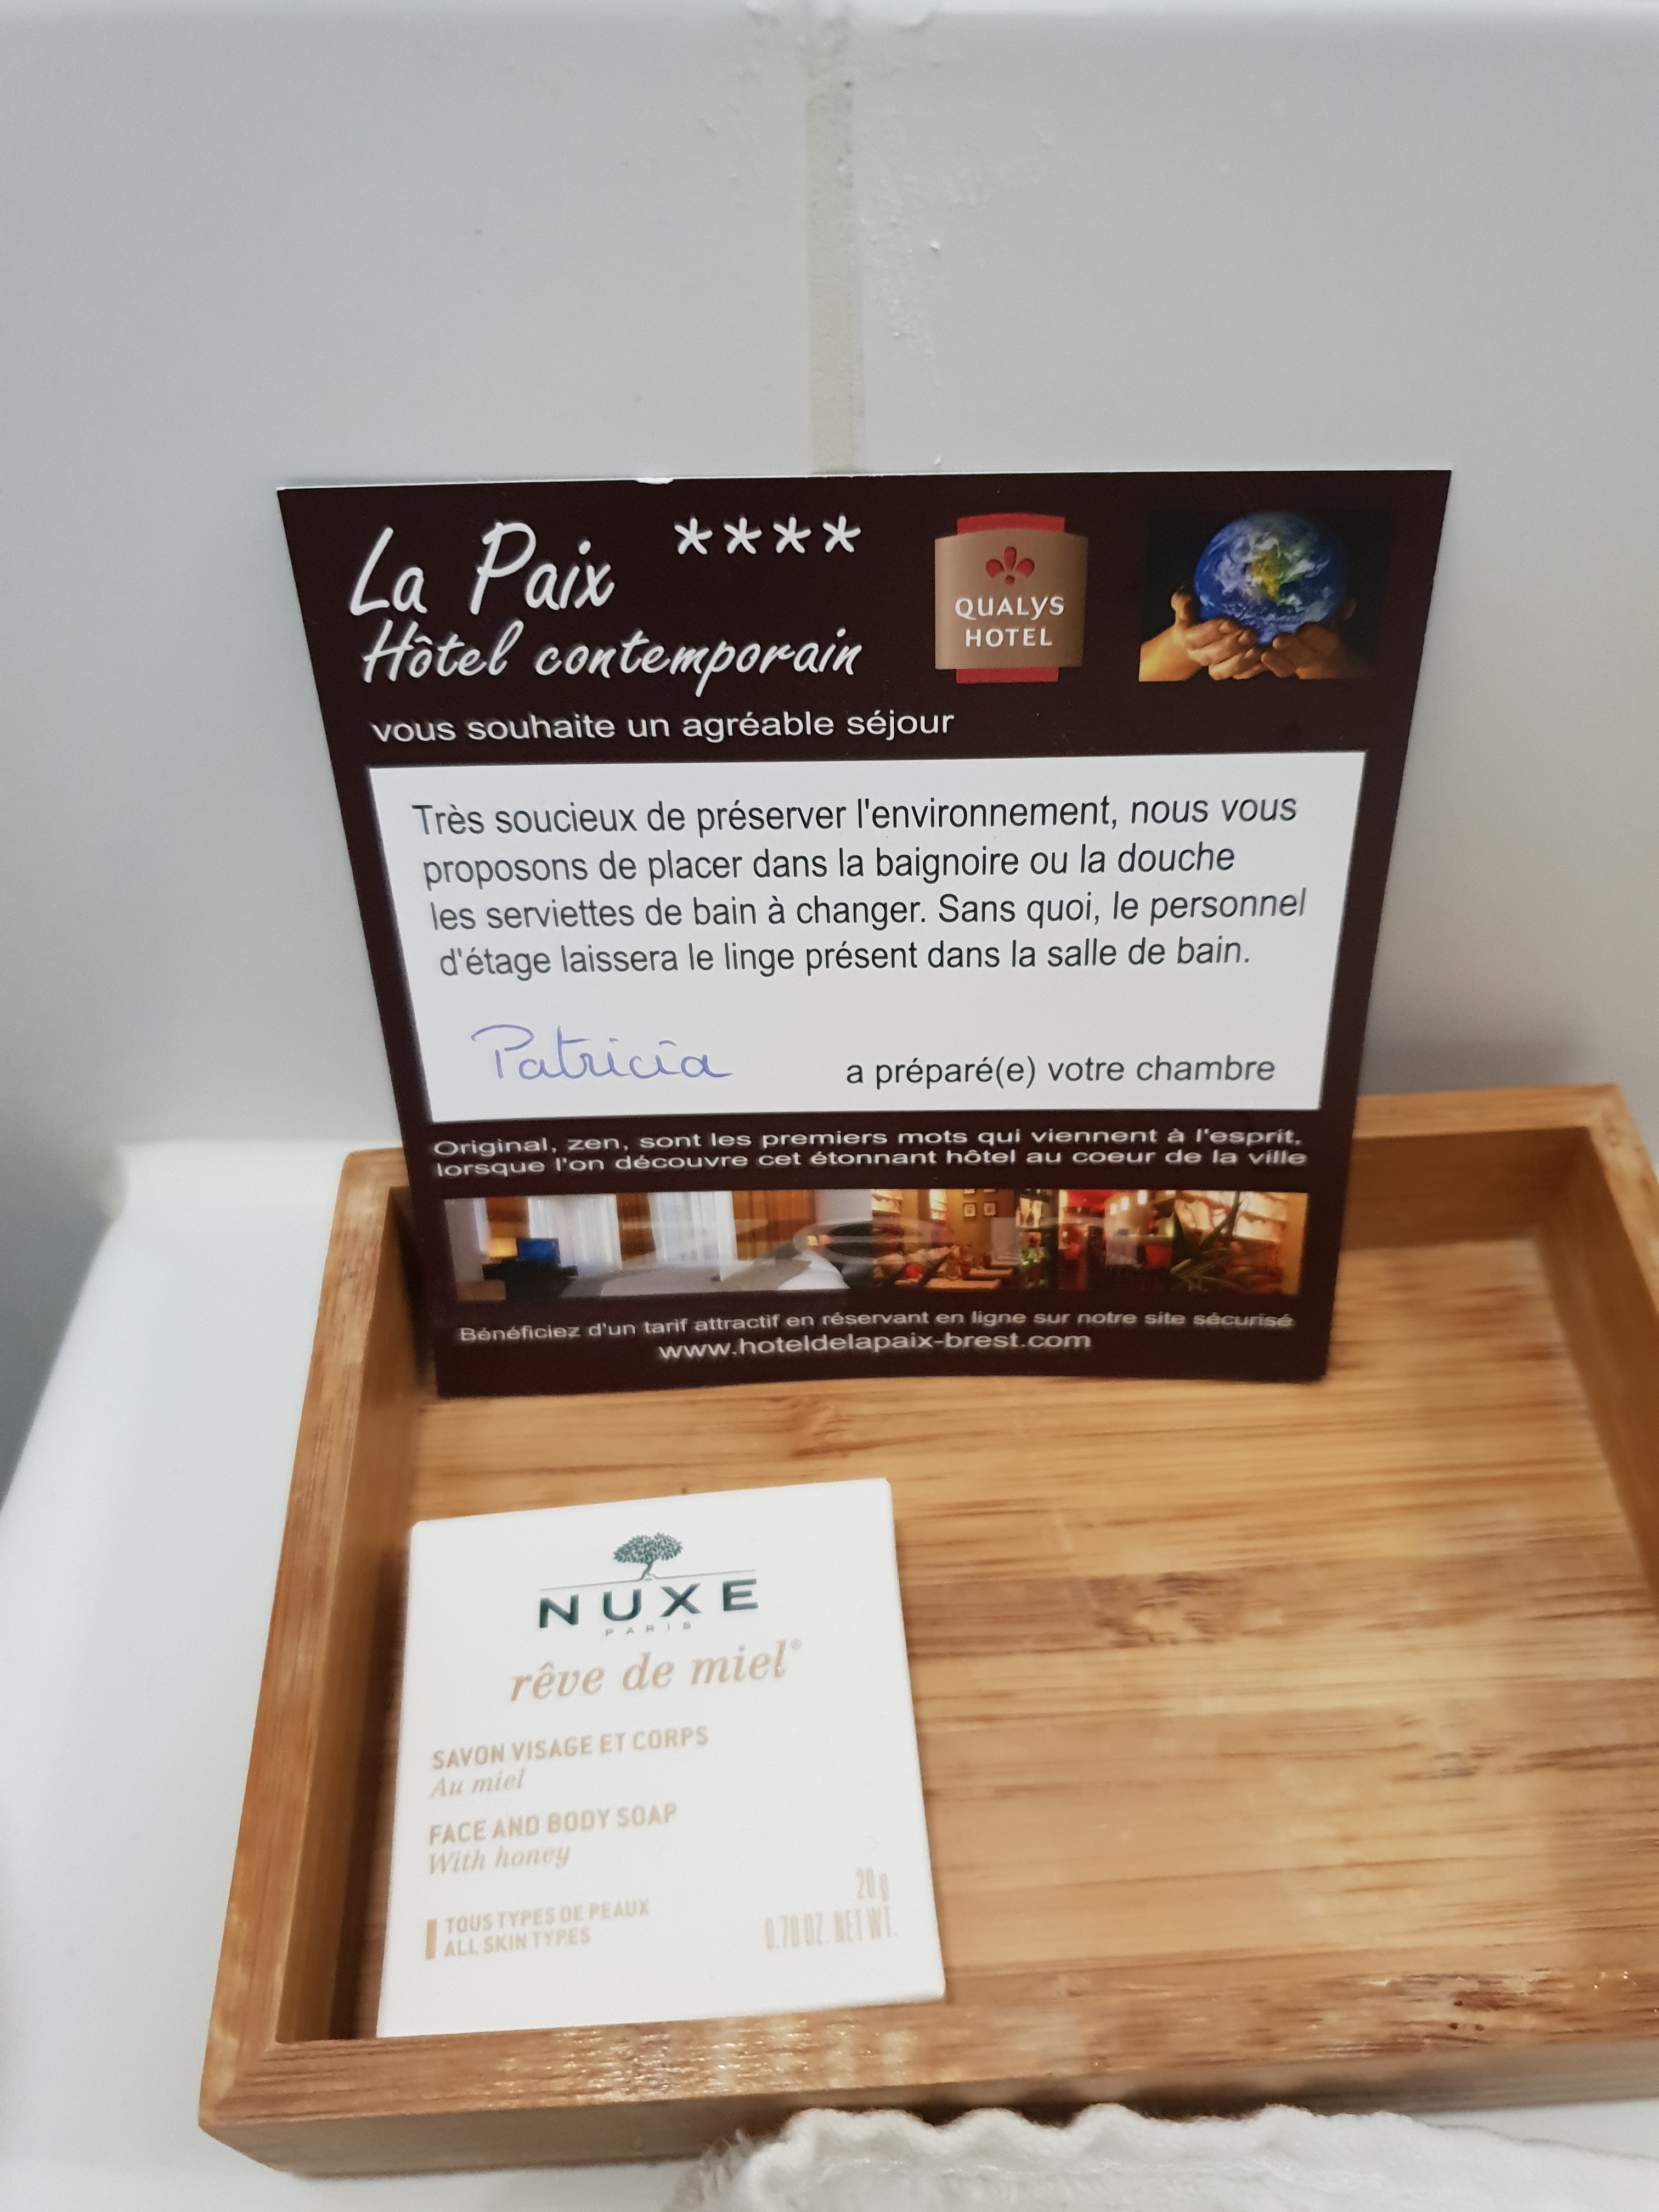 La Paix ****
Hôtel contemporain
QUALYS
HOTEL
vous souhaite un agréable séjour
Très soucieux de préserver l'environnement, nous vous
proposons de placer dans la baignoire ou la douche
les serviettes de bain à changer. Sans quoi, le personnel
d'étage laissera le linge présent dans la salle de bain.
Patricia a préparé(e) votre chambre
Original, zen, sont les premiers mots qui viennent à l'esprit,
lorsque l'on découvre cet étonnant hôtel au coeur de la ville
Bénéficiez d'un tarif attractif en réservant en ligne sur notre site sécurisé
www.hoteldelapaix-brest.com
NUXE
PARIS
rêve de miel®
SAVON VISAGE ET CORPS
Au miel
FACE AND BODY SOAP
With honey
TOUS TYPES DE PEAUX
ALL SKIN TYPES
20 g
0.70 OZ. NET WT.